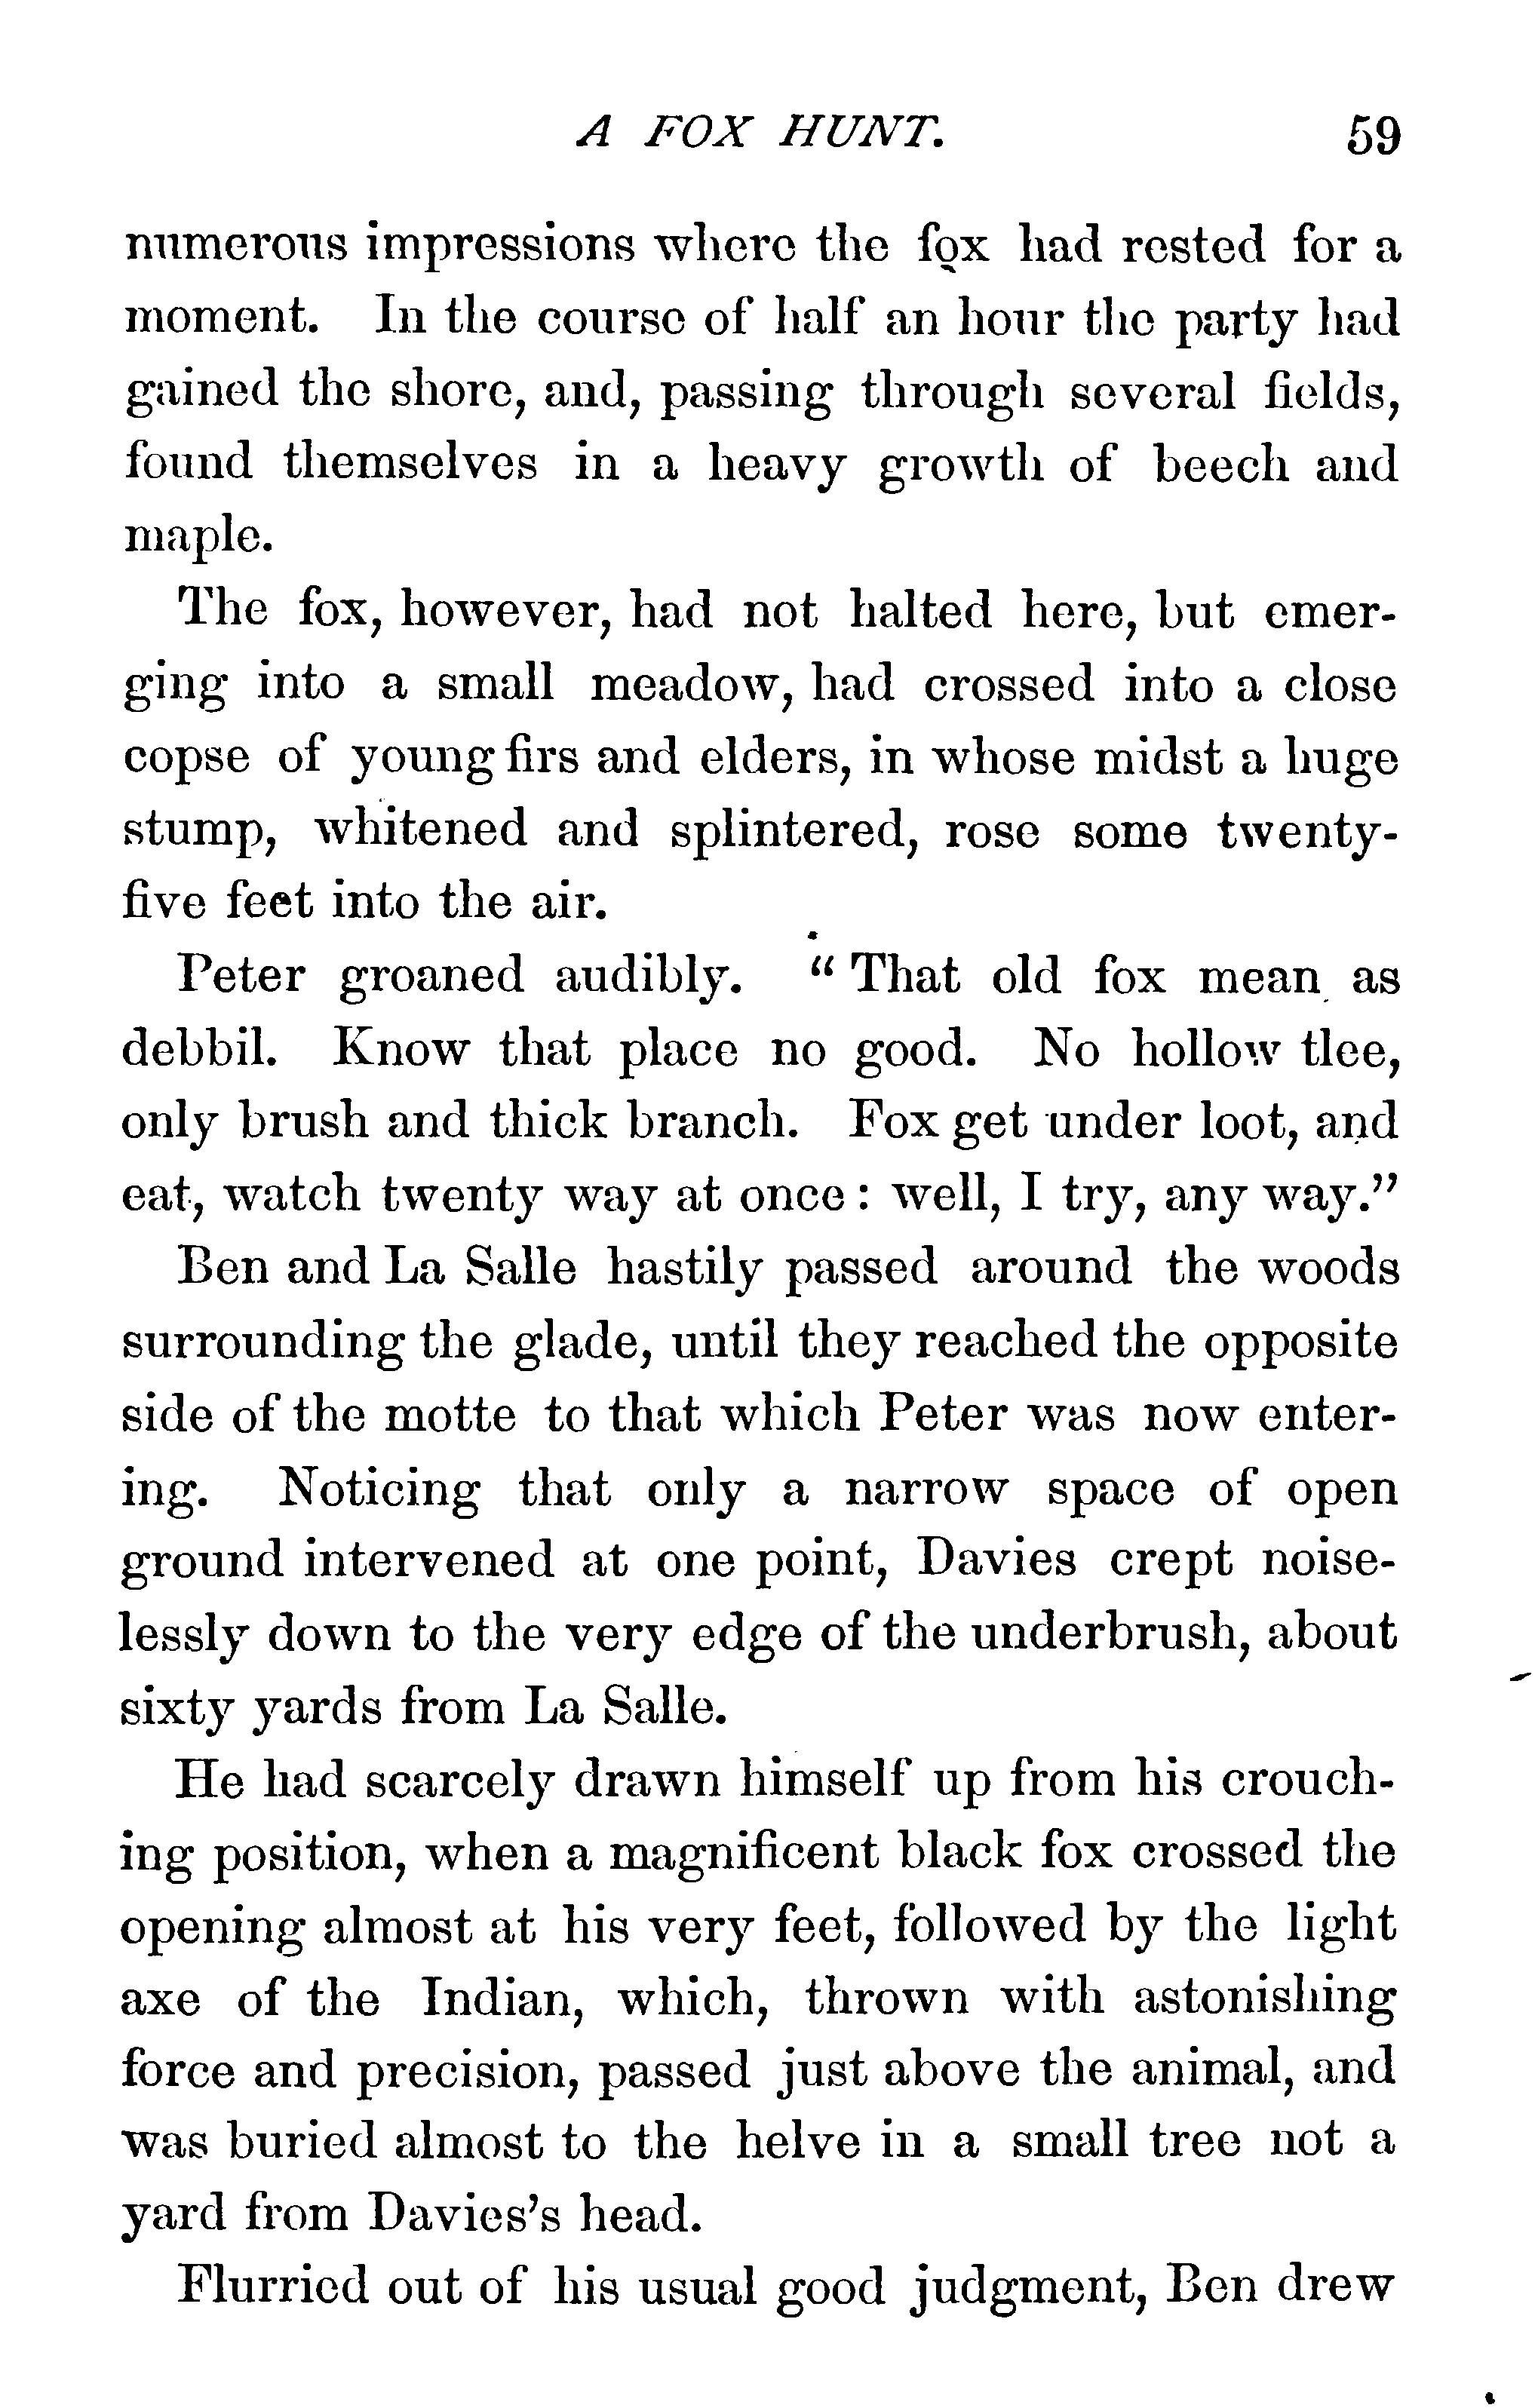 A FOX HUNT. 59
numerous impressions where the fox had rested for a
moment. In the course of half an hour the party had
gained the shore, and, passing through several fields,
found themselves in a heavy growth of beech and
maple.
The fox, however, had not halted here, but emer-
ging into a small meadow, had crossed into a close
copse of young firs and elders, in whose midst a huge
stump, whitened and splintered, rose some twenty-
five feet into the air.
Peter groaned audibly. “ That old fox mean as
debbil. Know that place no good. No hollow tlee,
only brush and thick branch. Fox get under loot, and
eat, watch twenty way at once : well, I try, any way.”
Ben and La Salle hastily passed around the woods
surrounding the glade, until they reached the opposite
side of the motte to that which Peter was now enter-
ing. Noticing that only a narrow space of open
ground intervened at one point, Davies crept noise-
lessly down to the very edge of the underbrush, about
sixty yards from La Salle.
He had scarcely drawn himself up from his crouch-
ing position, when a magnificent black fox crossed the
opening almost at his very feet, followed by the light
axe of the Indian, which, thrown with astonishing
force and precision, passed just above the animal, and
was buried almost to the helve in a small tree not a
yard from Davies’s head.
Flurried out of his usual good judgment, Ben drew